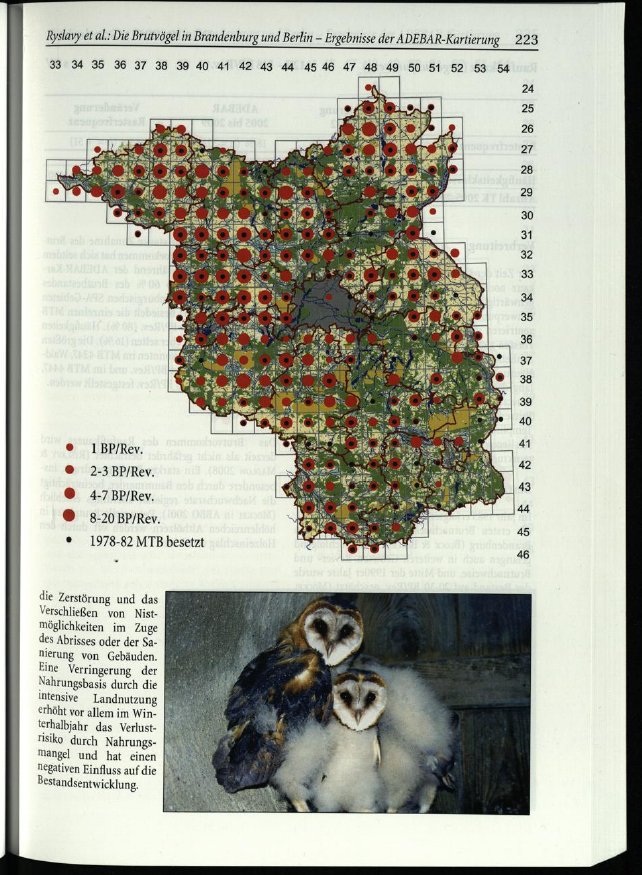 Ryslavy et al.: Die Brutvögel in Brandenburg und Berlin – Ergebnisse der ADEBAR-Kartierung 223
33 34 35 36 37 38 39 40 41 42 43 44 45 46 47 48 49 50 51 52 53 54
24
25
26
27
28
29
30
31
32
33
34
35
36
37
38
39
40
41
42
43
44
45
46
1 BP/Rev.
2-3 BP/Rev.
4-7 BP/Rev.
8-20 BP/Rev.
1978-82 MTB besetzt
die Zerstörung und das
Verschließen von Nist-
möglichkeiten im Zuge
des Abrisses oder der Sa-
nierung von Gebäuden.
Eine Verringerung der
Nahrungsbasis durch die
intensive Landnutzung
erhöht vor allem im Win-
terhalbjahr das Verlust-
risiko durch Nahrungs-
mangel und hat einen
negativen Einfluss auf die
Bestandsentwicklung.